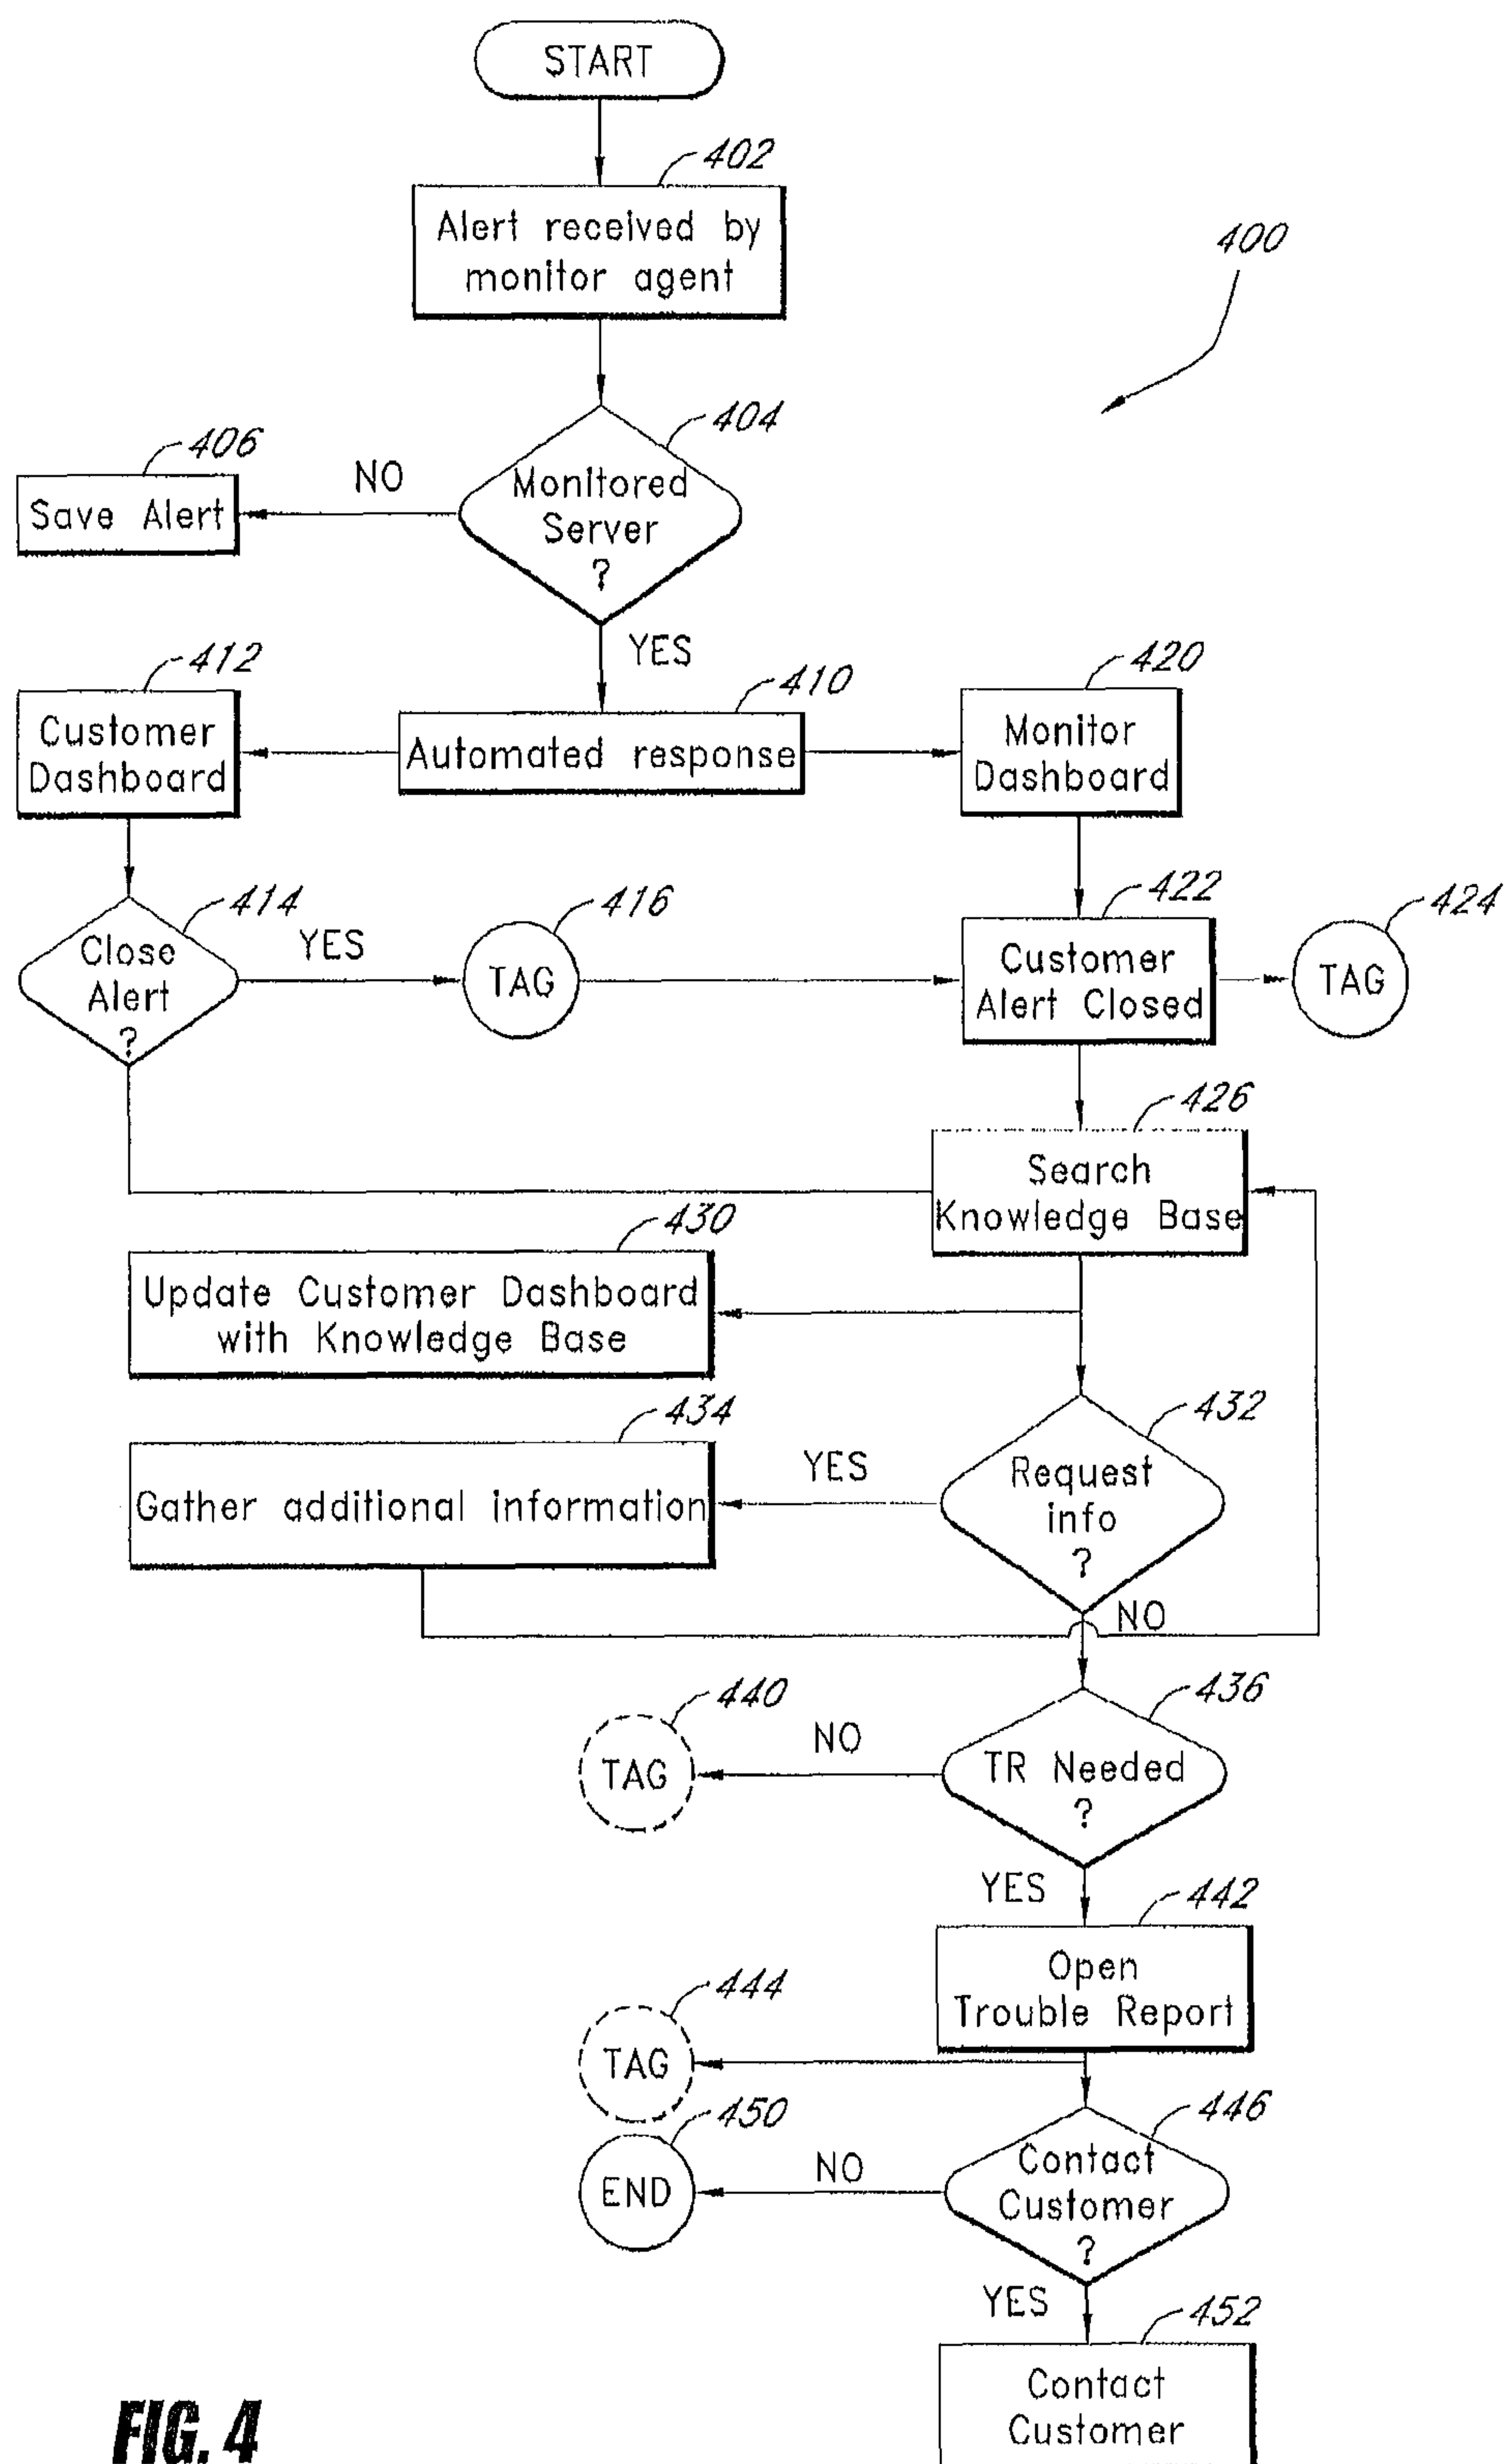 START
402
Alert received by
monitor agent
400
404
Monitored
Server
?
406
NO
Save Alert
YES
412
410
420
Customer
Dashboard
Automated response
Monitor
Dashboard
414
Close
Alert
?
YES
416
TAG
422
Customer
Alert Closed
424
TAG
426
Search
Knowledge Base
430
Update Customer Dashboard
with Knowledge Base
432
Request
info
?
434
YES
Gather additional information
NO
436
TR Needed
?
440
NO
TAG
YES
442
Open
Trouble Report
444
TAG
446
Contact
Customer
?
450
NO
END
YES
452
Contact
Customer
FIG. 4